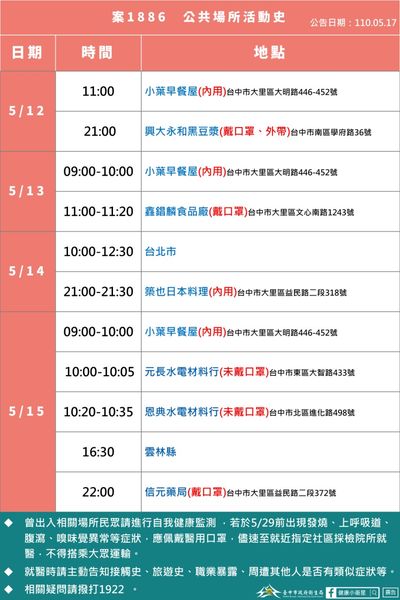 案1886 公共場所活動史
公告日期：110.05.17
日期 時間 地點
5/12
11:00 小葉早餐屋(內用)台中市大里區大明路446-452號
21:00 興大永和黑豆漿(戴口罩、外帶)台中市南區學府路36號
5/13
09:00-10:00 小葉早餐屋(內用)台中市大里區大明路446-452號
11:00-11:20 鑫錩麟食品廠(戴口罩)台中市大里區文心南路1243號
5/14
10:00-12:30 台北市
21:00-21:30 築也日本料理(內用)台中市大里區益民路二段318號
5/15
09:00-10:00 小葉早餐屋(內用)台中市大里區大明路446-452號
10:00-10:05 元長水電材料行(未戴口罩)台中市東區大智路433號
10:20-10:35 恩典水電材料行(未戴口罩)台中市北區進化路498號
16:30 雲林縣
22:00 信元藥局(戴口罩)台中市大里區益民路二段372號
◆ 曾出入相關場所民眾請進行自我健康監測，若於5/29前出現發燒、上呼吸道、
腹瀉、嗅味覺異常等症狀，應佩戴醫用口罩，儘速至就近指定社區採檢院所就
醫，不得搭乘大眾運輸。
◆ 就醫時請主動告知接觸史、旅遊史、職業暴露、周遭其他人是否有類似症狀等。
◆ 相關疑問請撥打1922 。
臺中市政府衛生局 健康小衛星 廣告